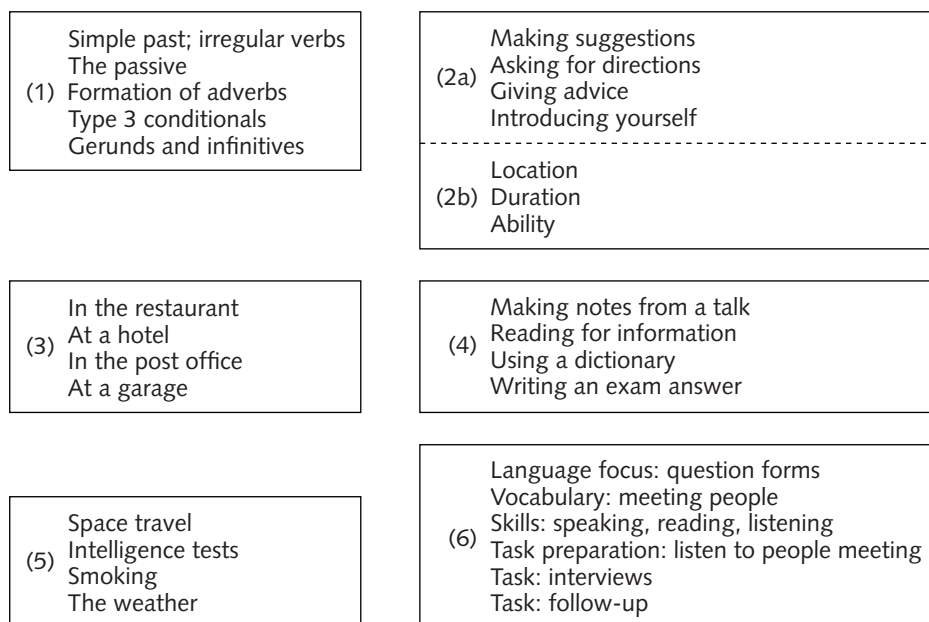 Simple past; irregular verbs
The passive
(1) Formation of adverbs
Type 3 conditionals
Gerunds and infinitives
Making suggestions
(2a) Asking for directions
Giving advice
Introducing yourself
Location
(2b) Duration
Ability
In the restaurant
(3) At a hotel
In the post office
At a garage
Making notes from a talk
(4) Reading for information
Using a dictionary
Writing an exam answer
Space travel
(5) Intelligence tests
Smoking
The weather
Language focus: question forms
Vocabulary: meeting people
Skills: speaking, reading, listening
(6) Task preparation: listen to people meeting
Task: interviews
Task: follow-up